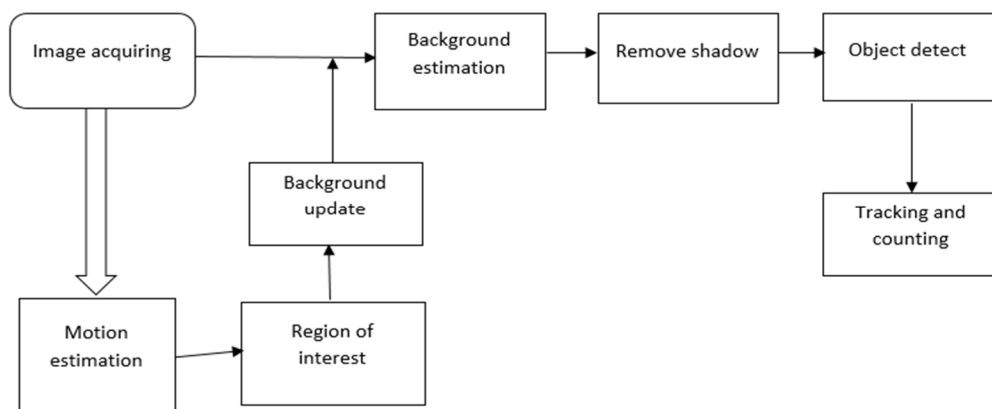 Image acquiring
Background
estimation
Remove shadow
Object detect
Background
update
Tracking and
counting
Motion
estimation
Region of
interest